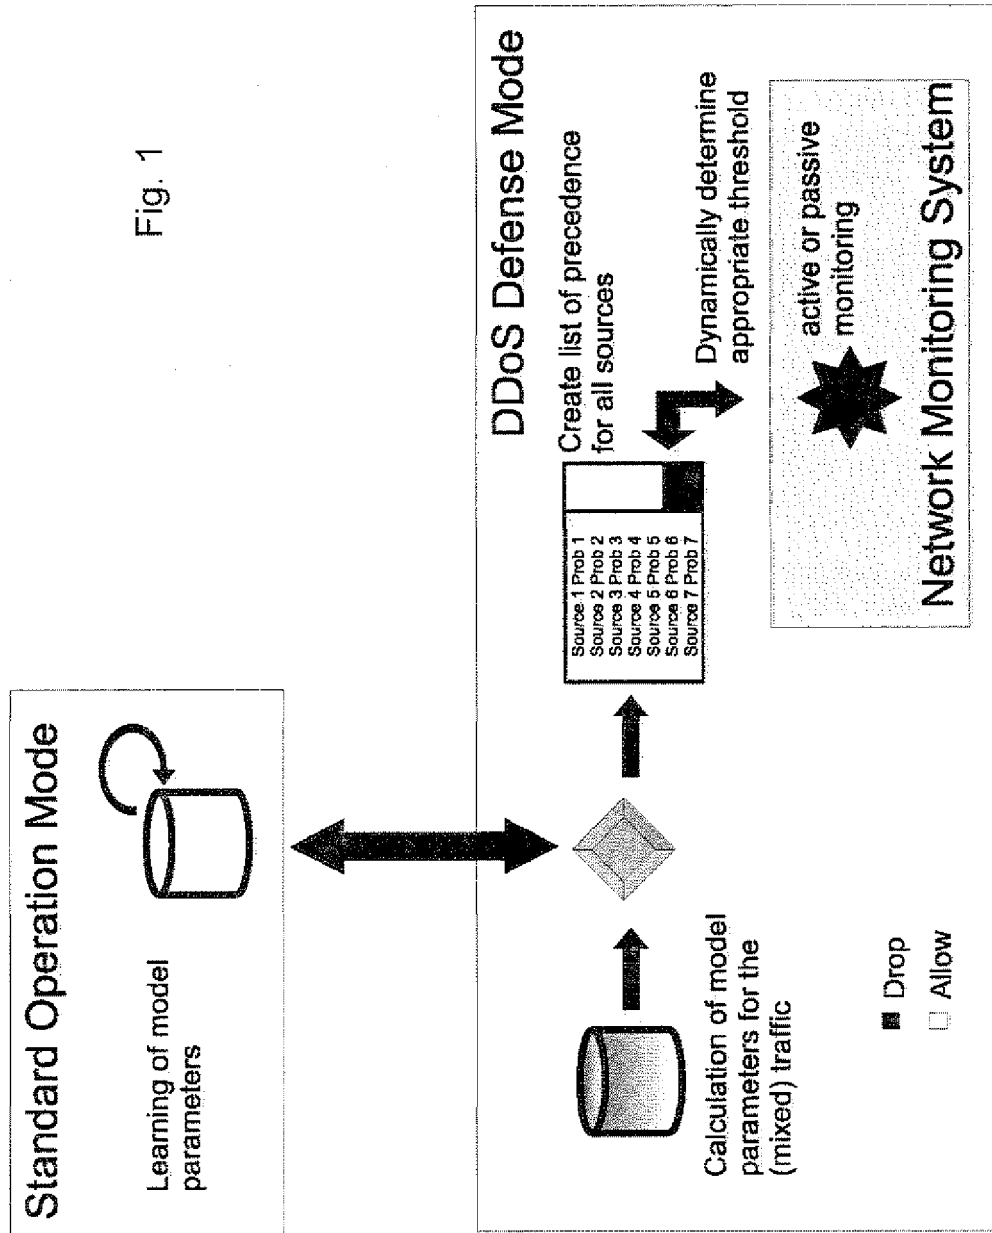 Fig. 1
Standard Operation Mode
Learning of model
parameters
DDoS Defense Mode
Calculation of model
parameters for the
(mixed) traffic
Source 1 Prob 1
Source 2 Prob 2
Source 3 Prob 3
Source 4 Prob 4
Source 5 Prob 5
Source 6 Prob 6
Source 7 Prob 7
Create list of precedence
for all sources
Dynamically determine
appropriate threshold
active or passive
monitoring
Network Monitoring System
Drop
Allow